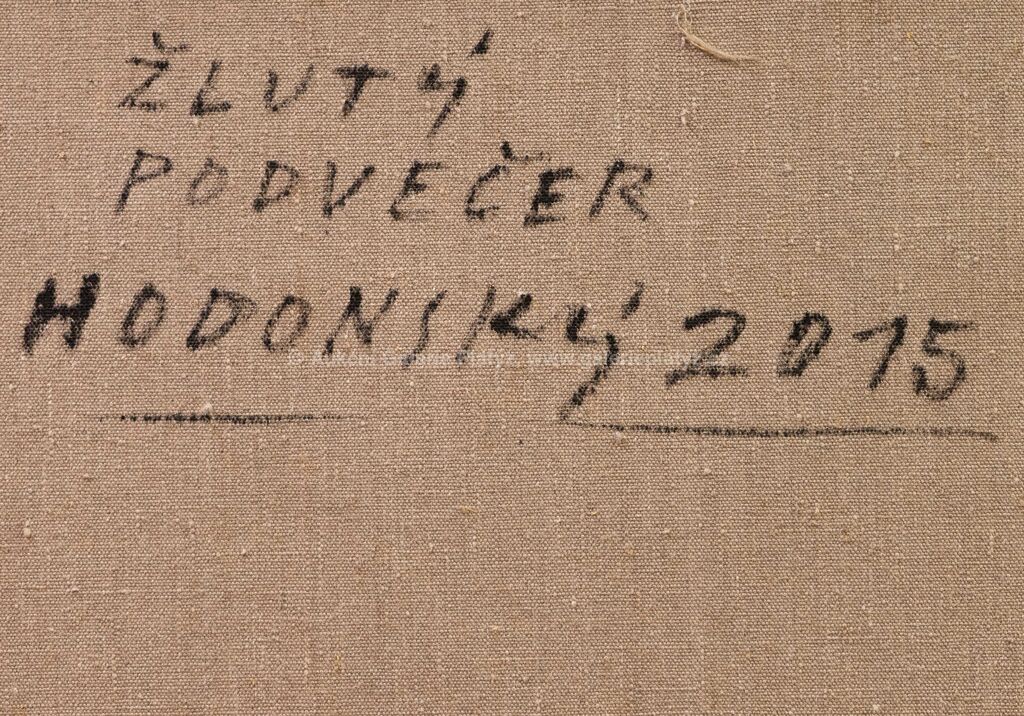 ŽLUTÝ
PODVEČER
HODONSKÝ 2015